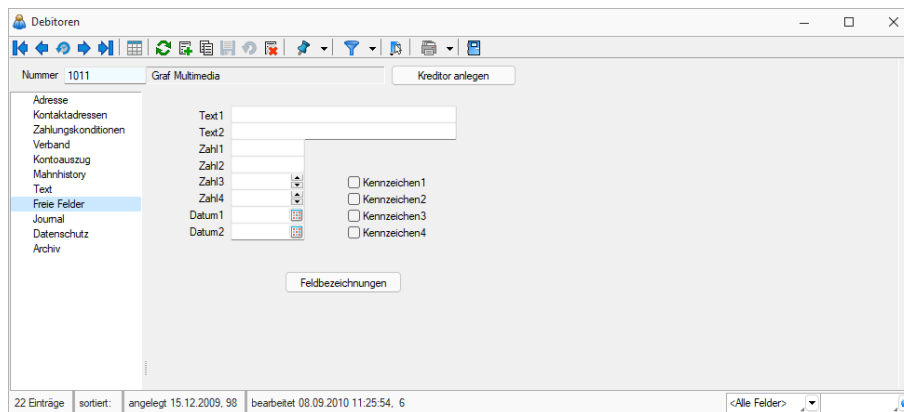 Debitoren
Nummer 1011 Graf Multimedia Kreditor anlegen
Adresse
Kontaktadressen
Zahlungskonditionen
Verband
Kontoauszug
Mahnhistory
Text
Freie Felder
Journal
Datenschutz
Archiv
Text1
Text2
Zahl1
Zahl2
Zahl3 Kennzeichen1
Zahl4 Kennzeichen2
Datum1 Kennzeichen3
Datum2 Kennzeichen4
Feldbezeichnungen
22 Einträge sortiert: angelegt 15.12.2009, 98 bearbeitet 08.09.2010 11:25:54, 6 <Alle Felder>